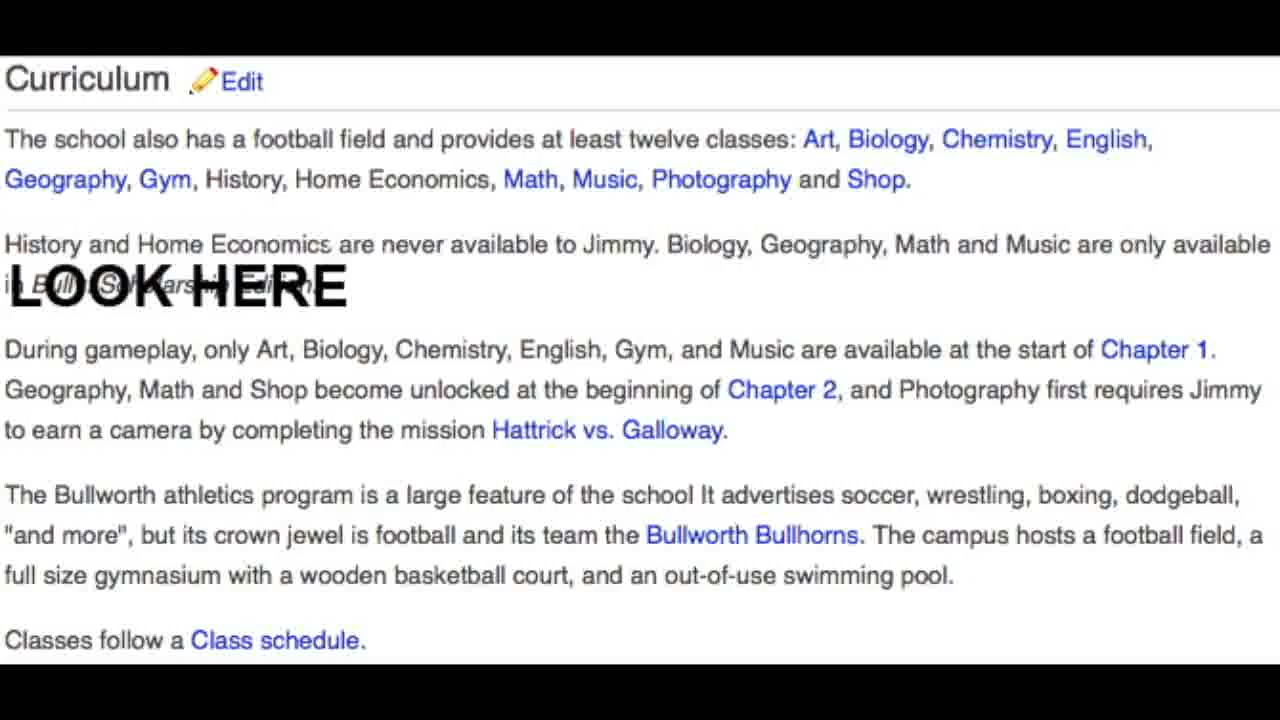 Curriculum Edit
The school also has a football field and provides at least twelve classes: Art, Biology, Chemistry, English,
Geography, Gym, History, Home Economics, Math, Music, Photography and Shop.
History and Home Economics are never available to Jimmy. Biology, Geography, Math and Music are only available
in Bully: Scholarship Edition.
LOOK HERE
During gameplay, only Art, Biology, Chemistry, English, Gym, and Music are available at the start of Chapter 1.
Geography, Math and Shop become unlocked at the beginning of Chapter 2, and Photography first requires Jimmy
to earn a camera by completing the mission Hattrick vs. Galloway.
The Bullworth athletics program is a large feature of the school It advertises soccer, wrestling, boxing, dodgeball,
"and more", but its crown jewel is football and its team the Bullworth Bullhorns. The campus hosts a football field, a
full size gymnasium with a wooden basketball court, and an out-of-use swimming pool.
Classes follow a Class schedule.